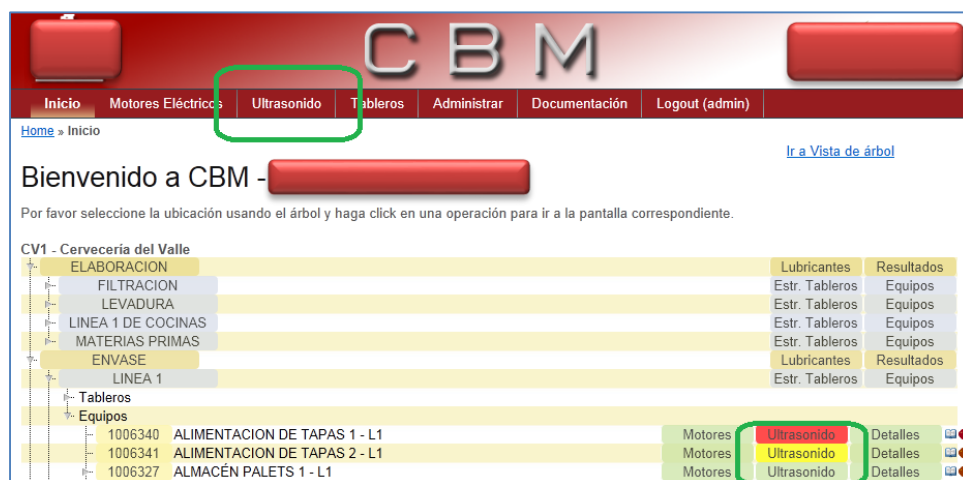 CBM
Inicio Motores Eléctricos Ultrasonido Tableros Administrar Documentación Logout (admin)
Home » Inicio
Ir a Vista de árbol
Bienvenido a CBM -
Por favor seleccione la ubicación usando el árbol y haga click en una operación para ir a la pantalla correspondiente.
CV1 - Cervecería del Valle
ELABORACION Lubricantes Resultados
FILTRACION Estr. Tableros Equipos
LEVADURA Estr. Tableros Equipos
LINEA 1 DE COCINAS Estr. Tableros Equipos
MATERIAS PRIMAS Estr. Tableros Equipos
ENVASE Lubricantes Resultados
LINEA 1 Estr. Tableros Equipos
Tableros
Equipos
1006340 ALIMENTACION DE TAPAS 1 - L1 Motores Ultrasonido Detalles
1006341 ALIMENTACION DE TAPAS 2 - L1 Motores Ultrasonido Detalles
1006327 ALMACÉN PALETS 1 - L1 Motores Ultrasonido Detalles